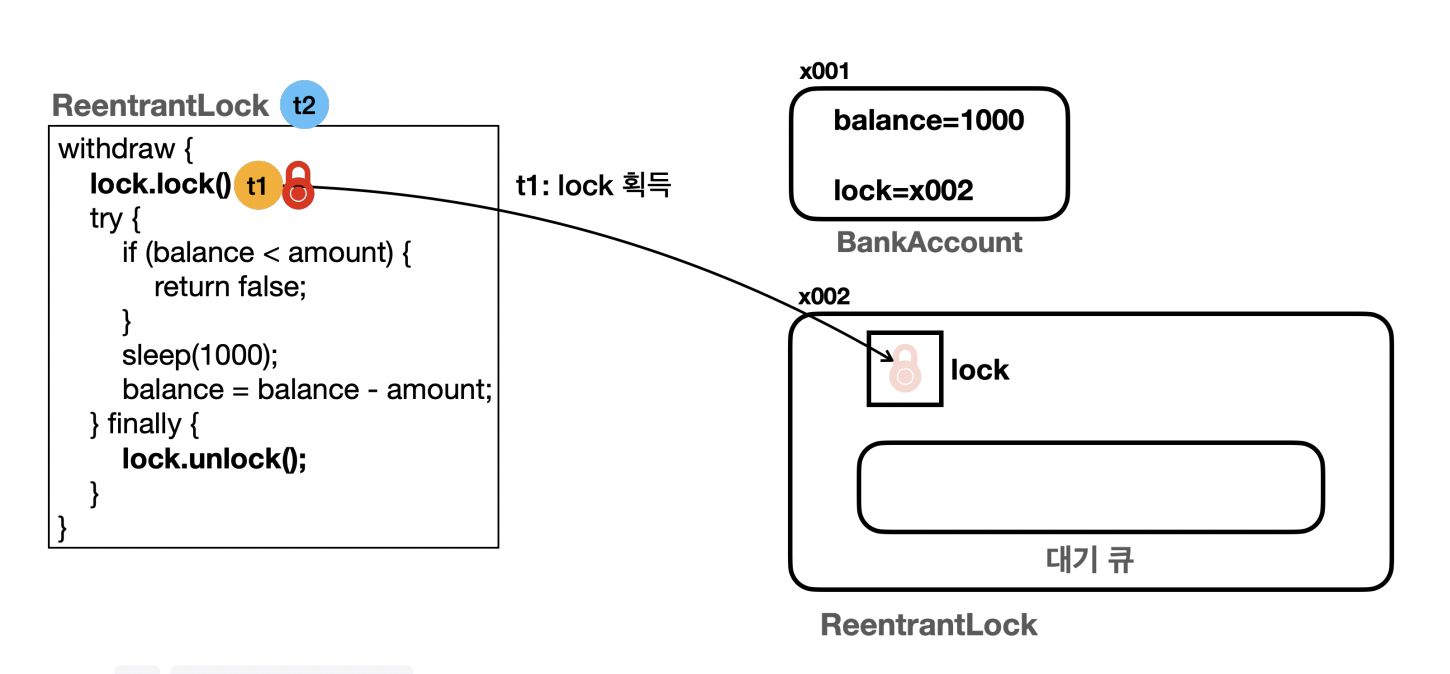 ReentrantLock t2
withdraw {
lock.lock() t1
try {
if (balance < amount) {
return false;
}
sleep(1000);
balance = balance - amount;
} finally {
lock.unlock();
}
}
t1: lock 획득
x001
balance=1000
lock=x002
BankAccount
x002
lock
대기 큐
ReentrantLock